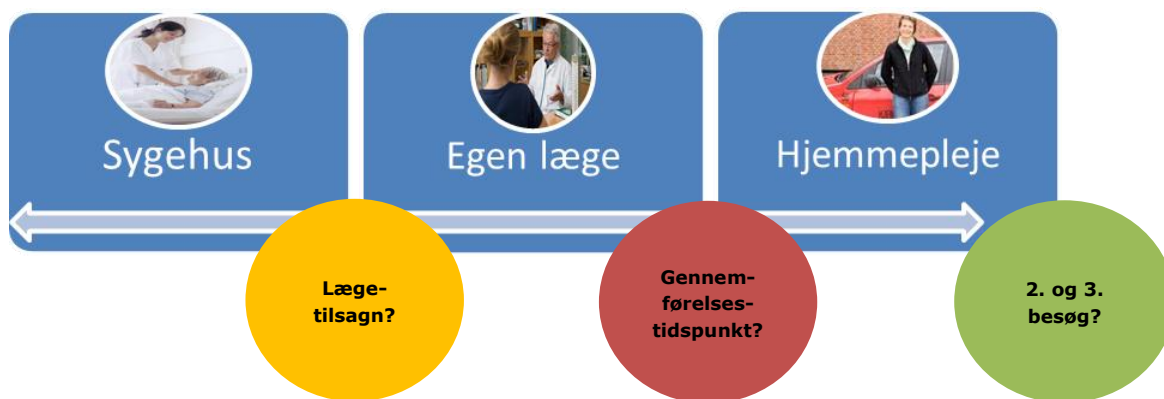 Sygehus
Egen læge
Hjemmepleje
Læge-
tilsagn?
Gennem-
førelses-
tidspunkt?
2. og 3.
besøg?